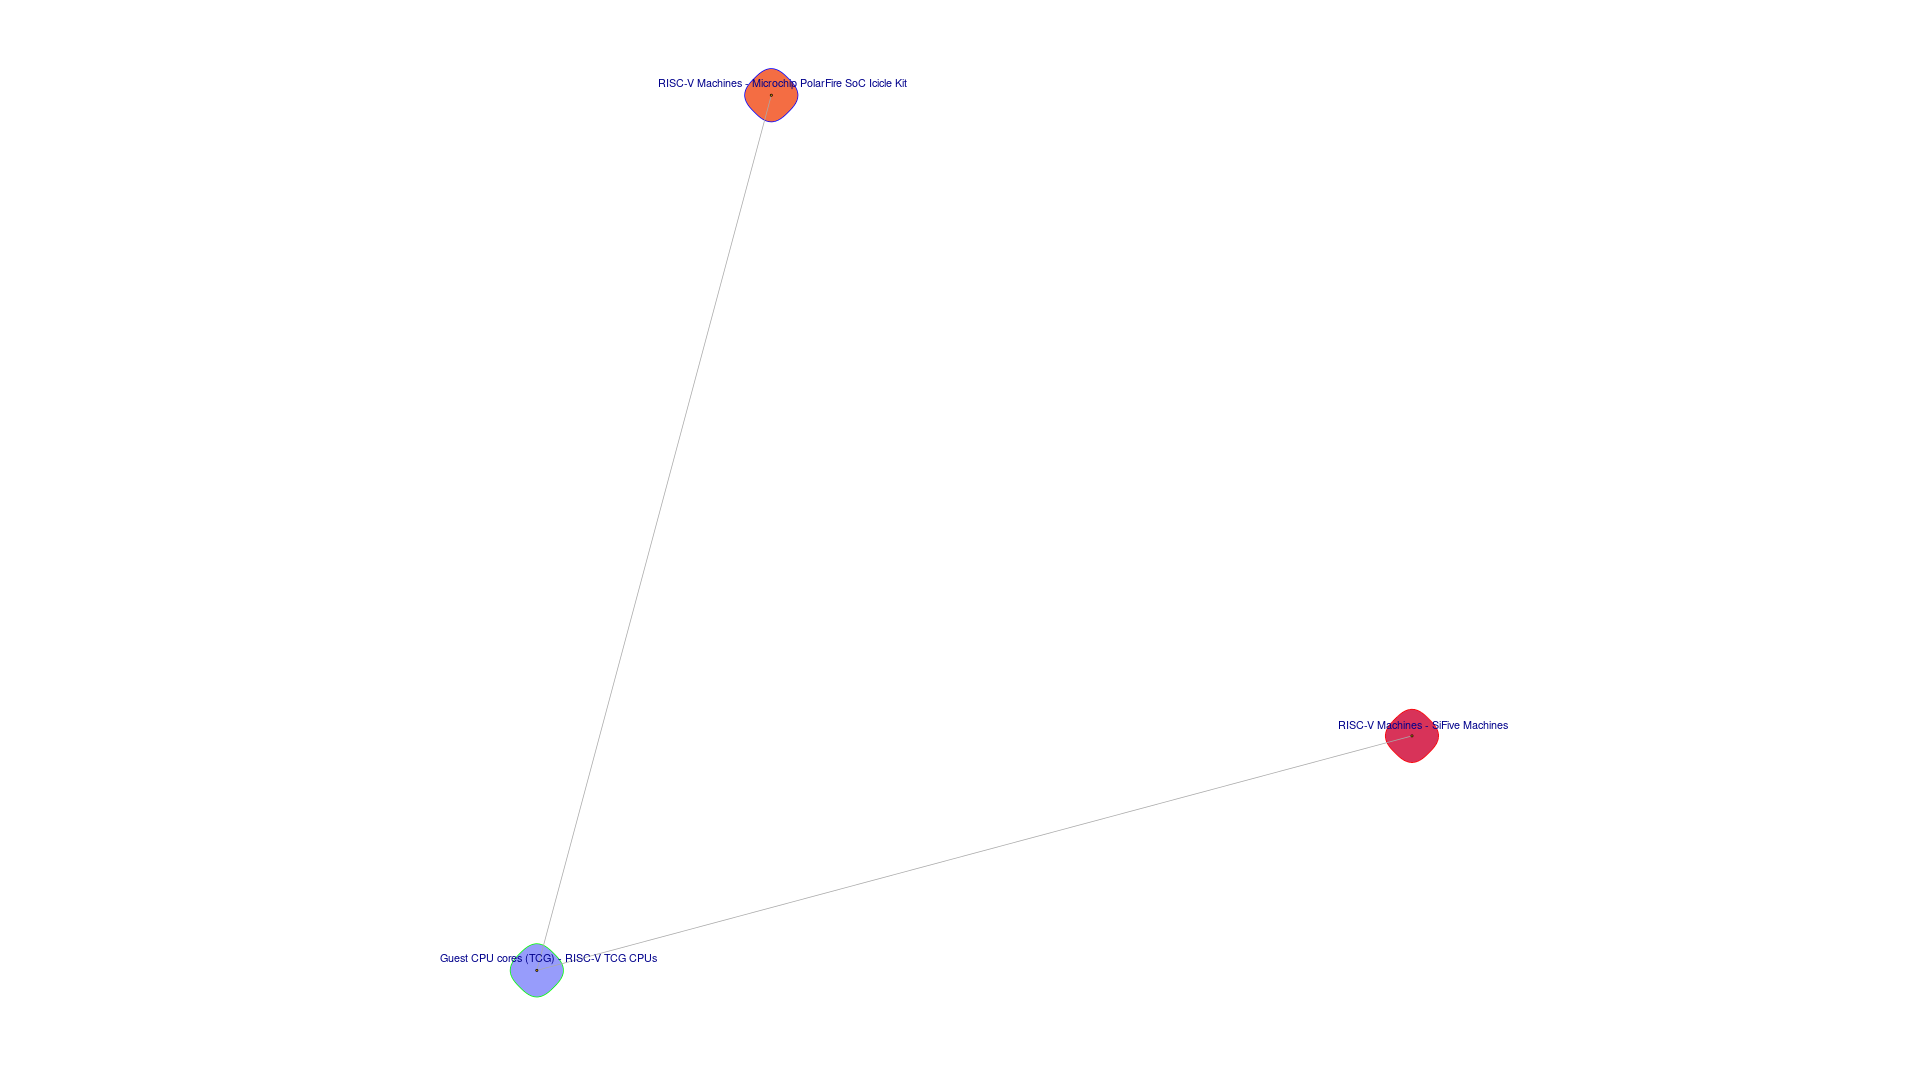 RISC-V Machines - Microchip PolarFire SoC Icicle Kit
RISC-V Machines - SiFive Machines
Guest CPU cores (TCG) - RISC-V TCG CPUs